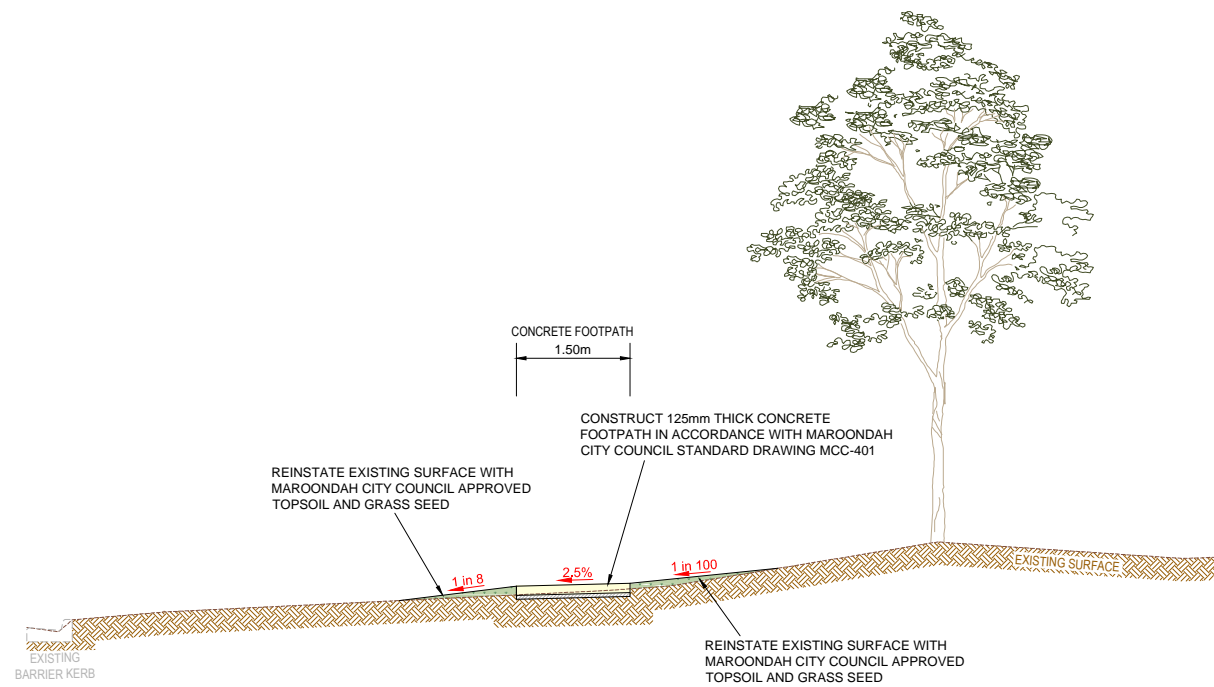 CONCRETE FOOTPATH
1.50m
CONSTRUCT 125mm THICK CONCRETE
FOOTPATH IN ACCORDANCE WITH MAROONDAH
CITY COUNCIL STANDARD DRAWING MCC-401
REINSTATE EXISTING SURFACE WITH
MAROONDAH CITY COUNCIL APPROVED
TOPSOIL AND GRASS SEED
1 in 8
2.5%
1 in 100
EXISTING SURFACE
EXISTING
BARRIER KERB
REINSTATE EXISTING SURFACE WITH
MAROONDAH CITY COUNCIL APPROVED
TOPSOIL AND GRASS SEED